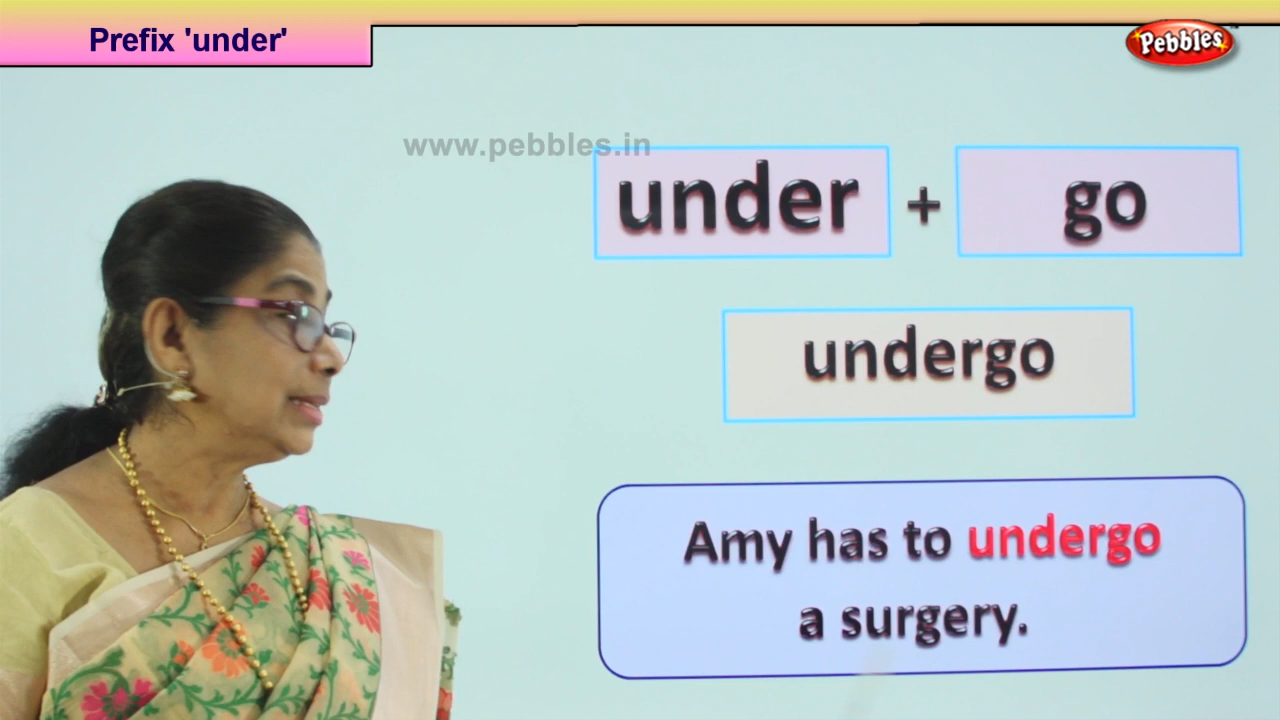 Prefix 'under'
Pebbles
www.pebbles.in
under + go
undergo
Amy has to undergo
a surgery.